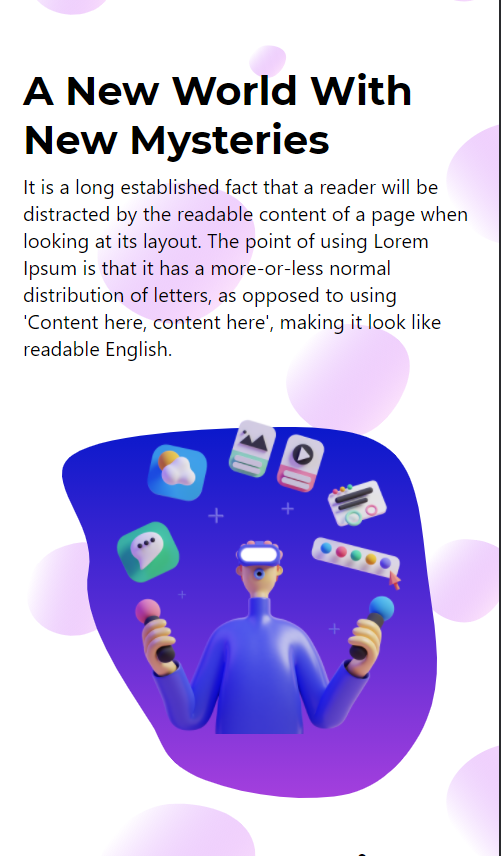 A New World With
New Mysteries
It is a long established fact that a reader will be
distracted by the readable content of a page when
looking at its layout. The point of using Lorem
Ipsum is that it has a more-or-less normal
distribution of letters, as opposed to using
'Content here, content here', making it look like
readable English.